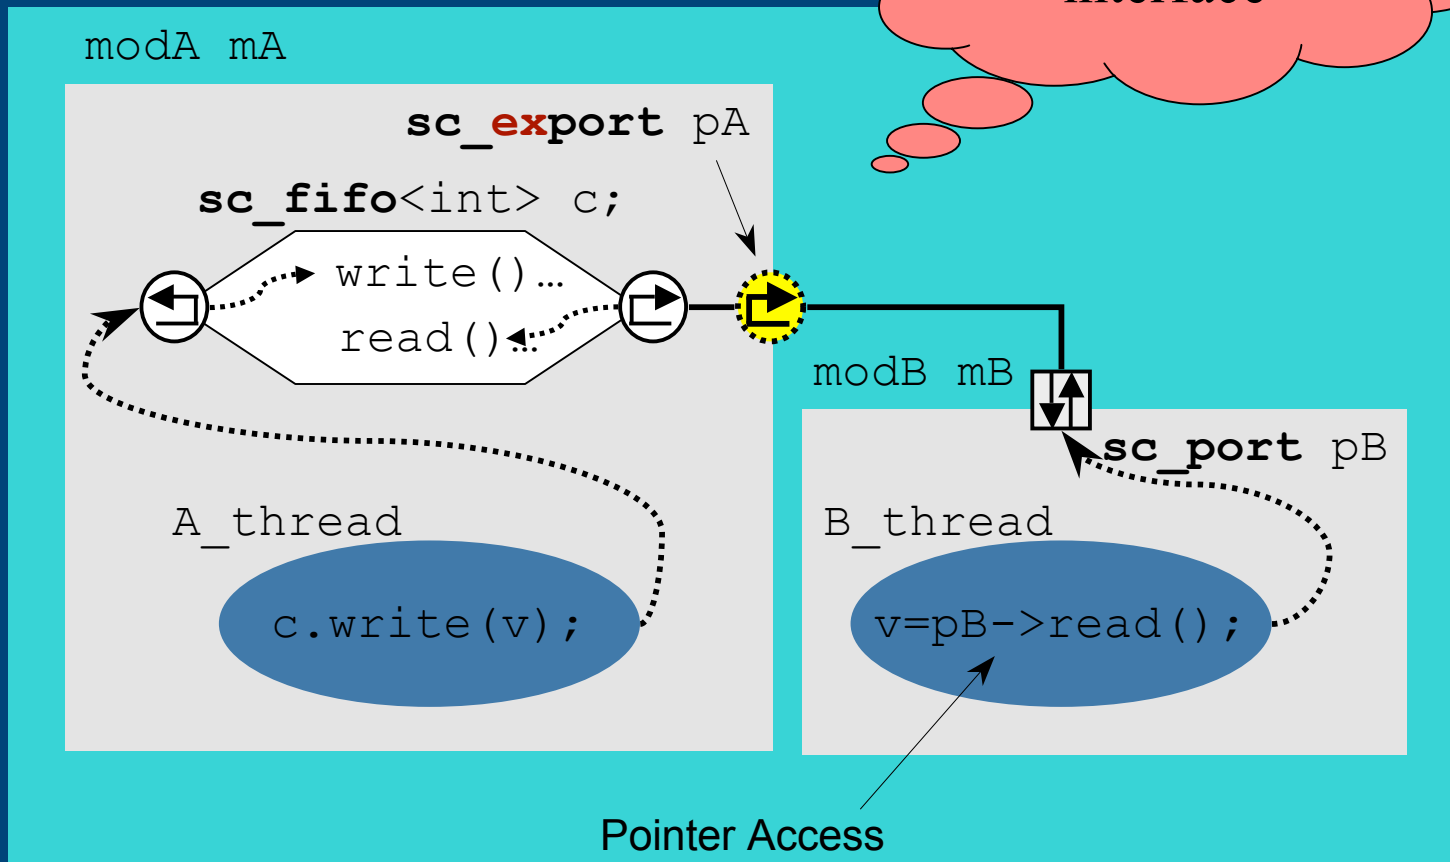 modA mA
sc_export pA
sc_fifo<int> c;
write()…
read()…
modB mB
sc_port pB
A_thread
B_thread
c.write(v);
v=pB->read();
Pointer Access